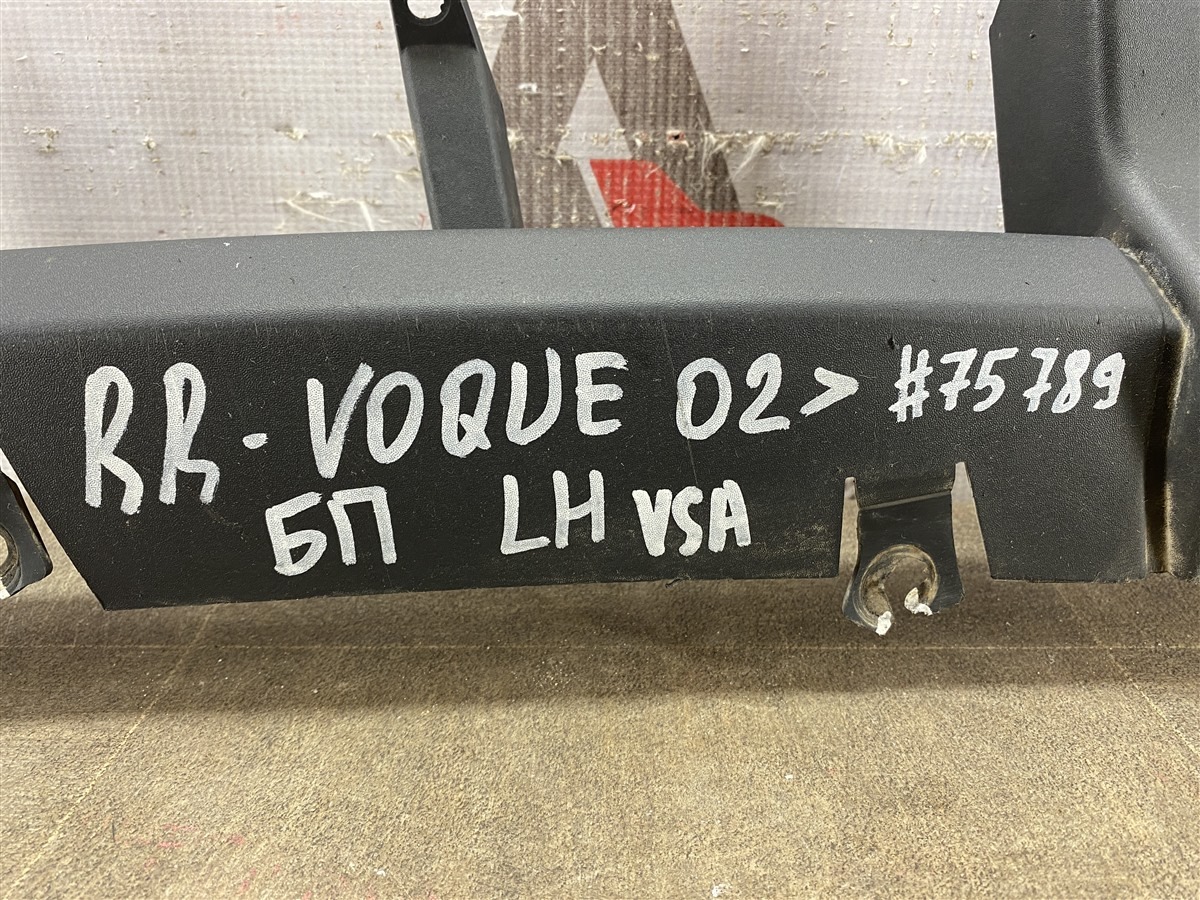 RR-VOQUE 02> #75789
БП LH VSA